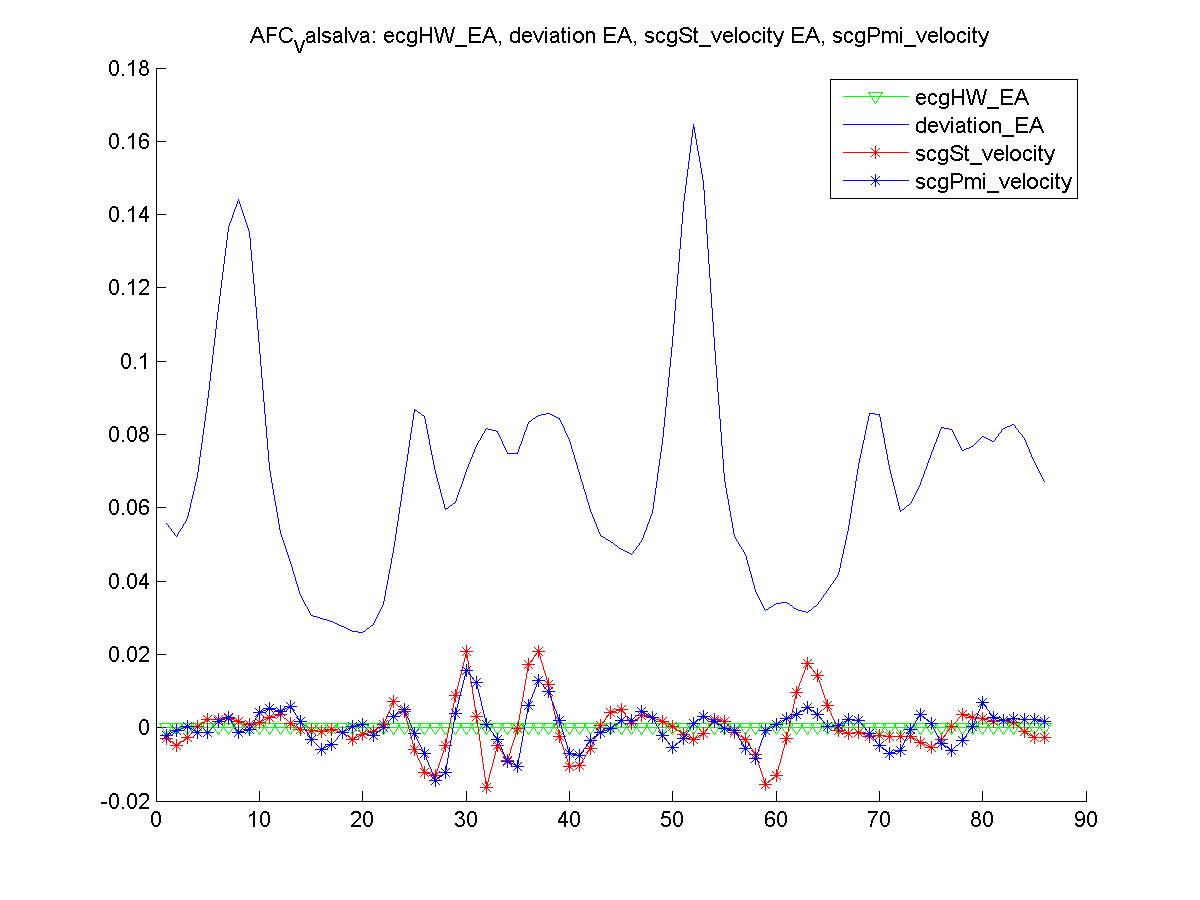 AFCValsalva: ecgHW_EA, deviation EA, scgSt_velocity EA, scgPmi_velocity
0.18
ecgHW_EA
deviation_EA
scgSt_velocity
scgPmi_velocity
0.16
0.14
0.12
0.1
0.08
0.06
0.04
0.02
0
-0.02
0 10 20 30 40 50 60 70 80 90